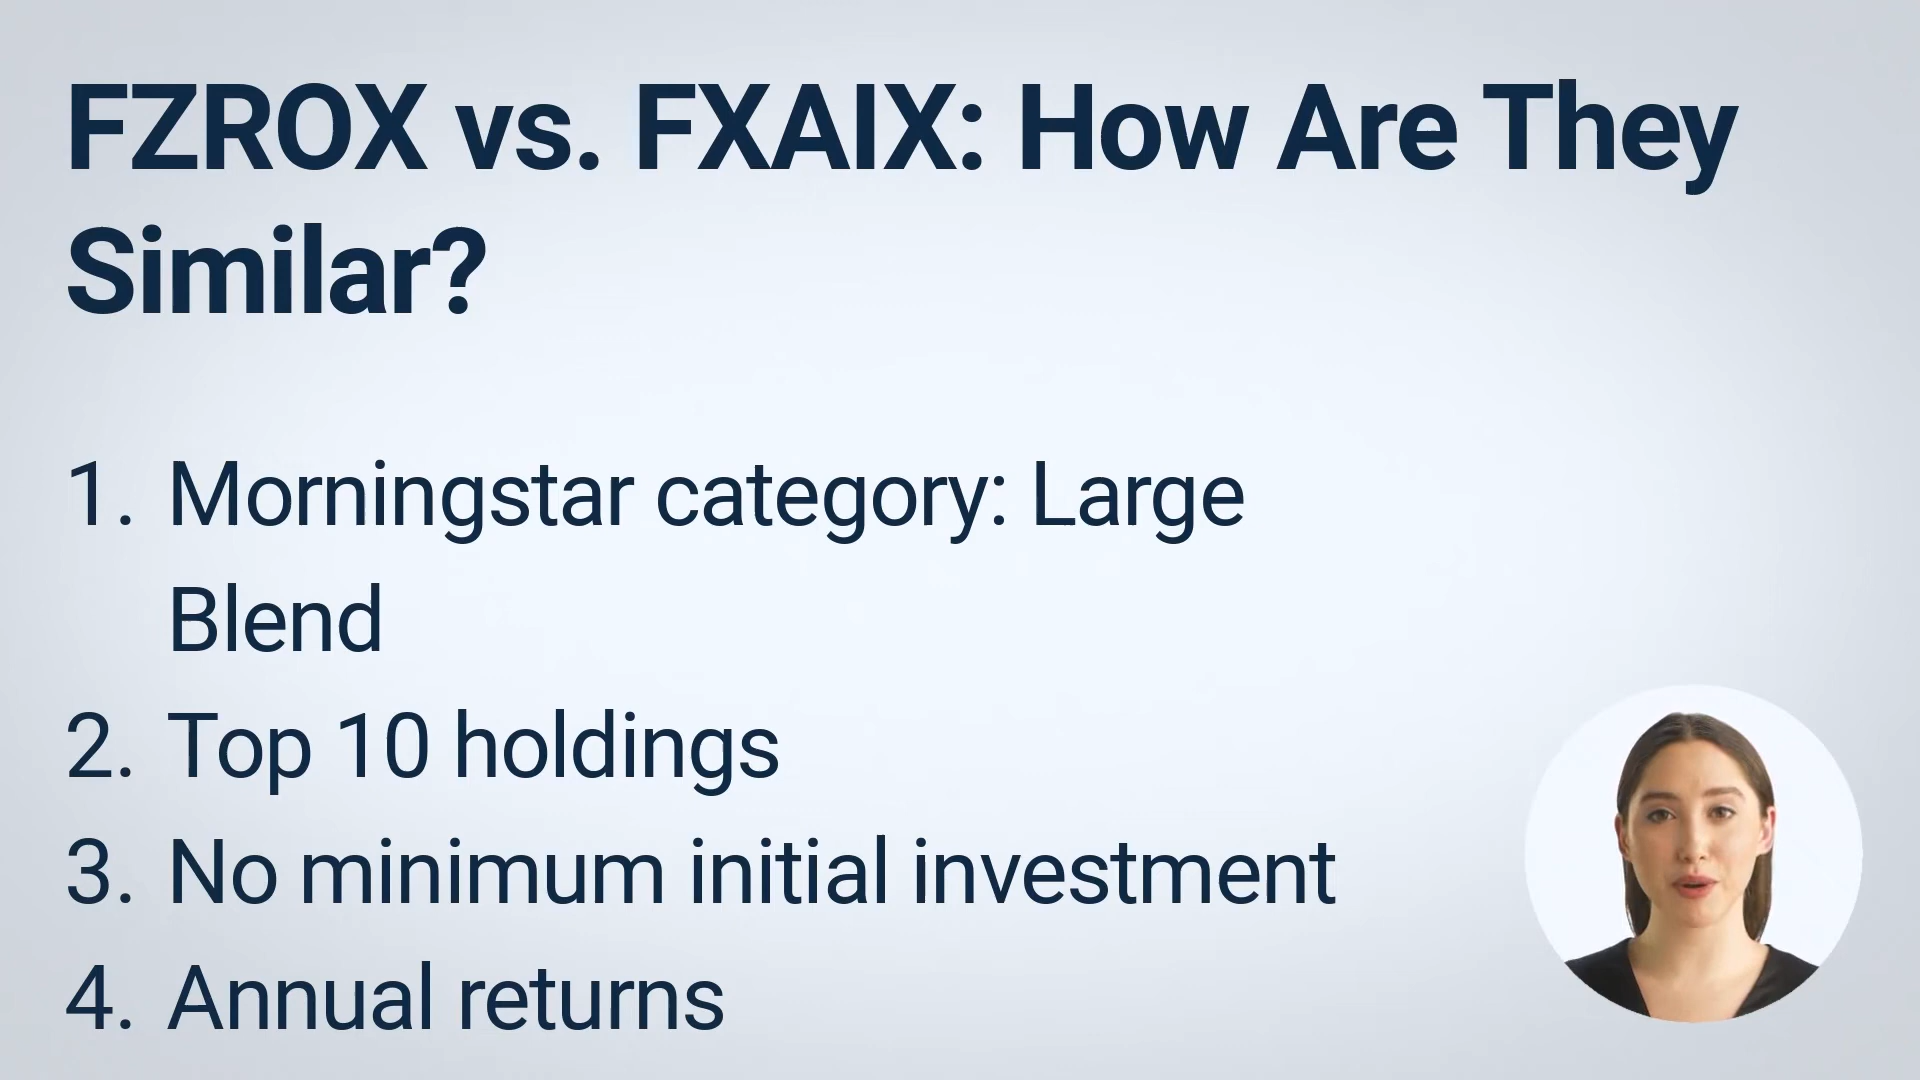 FZROX vs. FXAIX: How Are They
Similar?
1. Morningstar category: Large
Blend
2. Top 10 holdings
3. No minimum initial investment
4. Annual returns